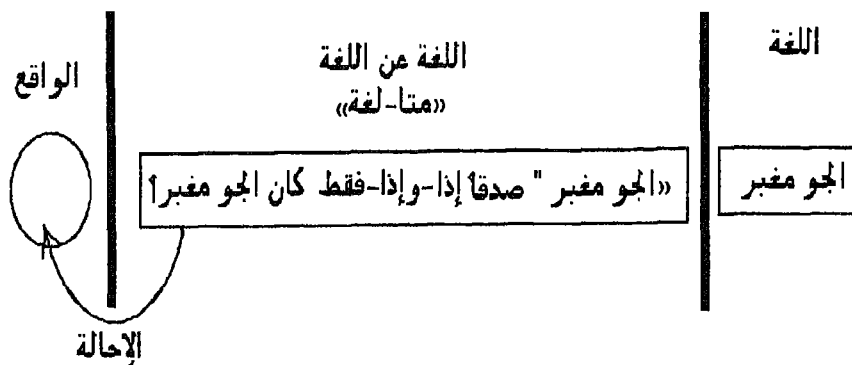 اللغة
اللغة عن اللغة
«متا-لغة»
الواقع
الجو مغبر
«الجو مغبر " صدقاً إذا-وإذا-فقط كان الجو مغبراً
الإحالة